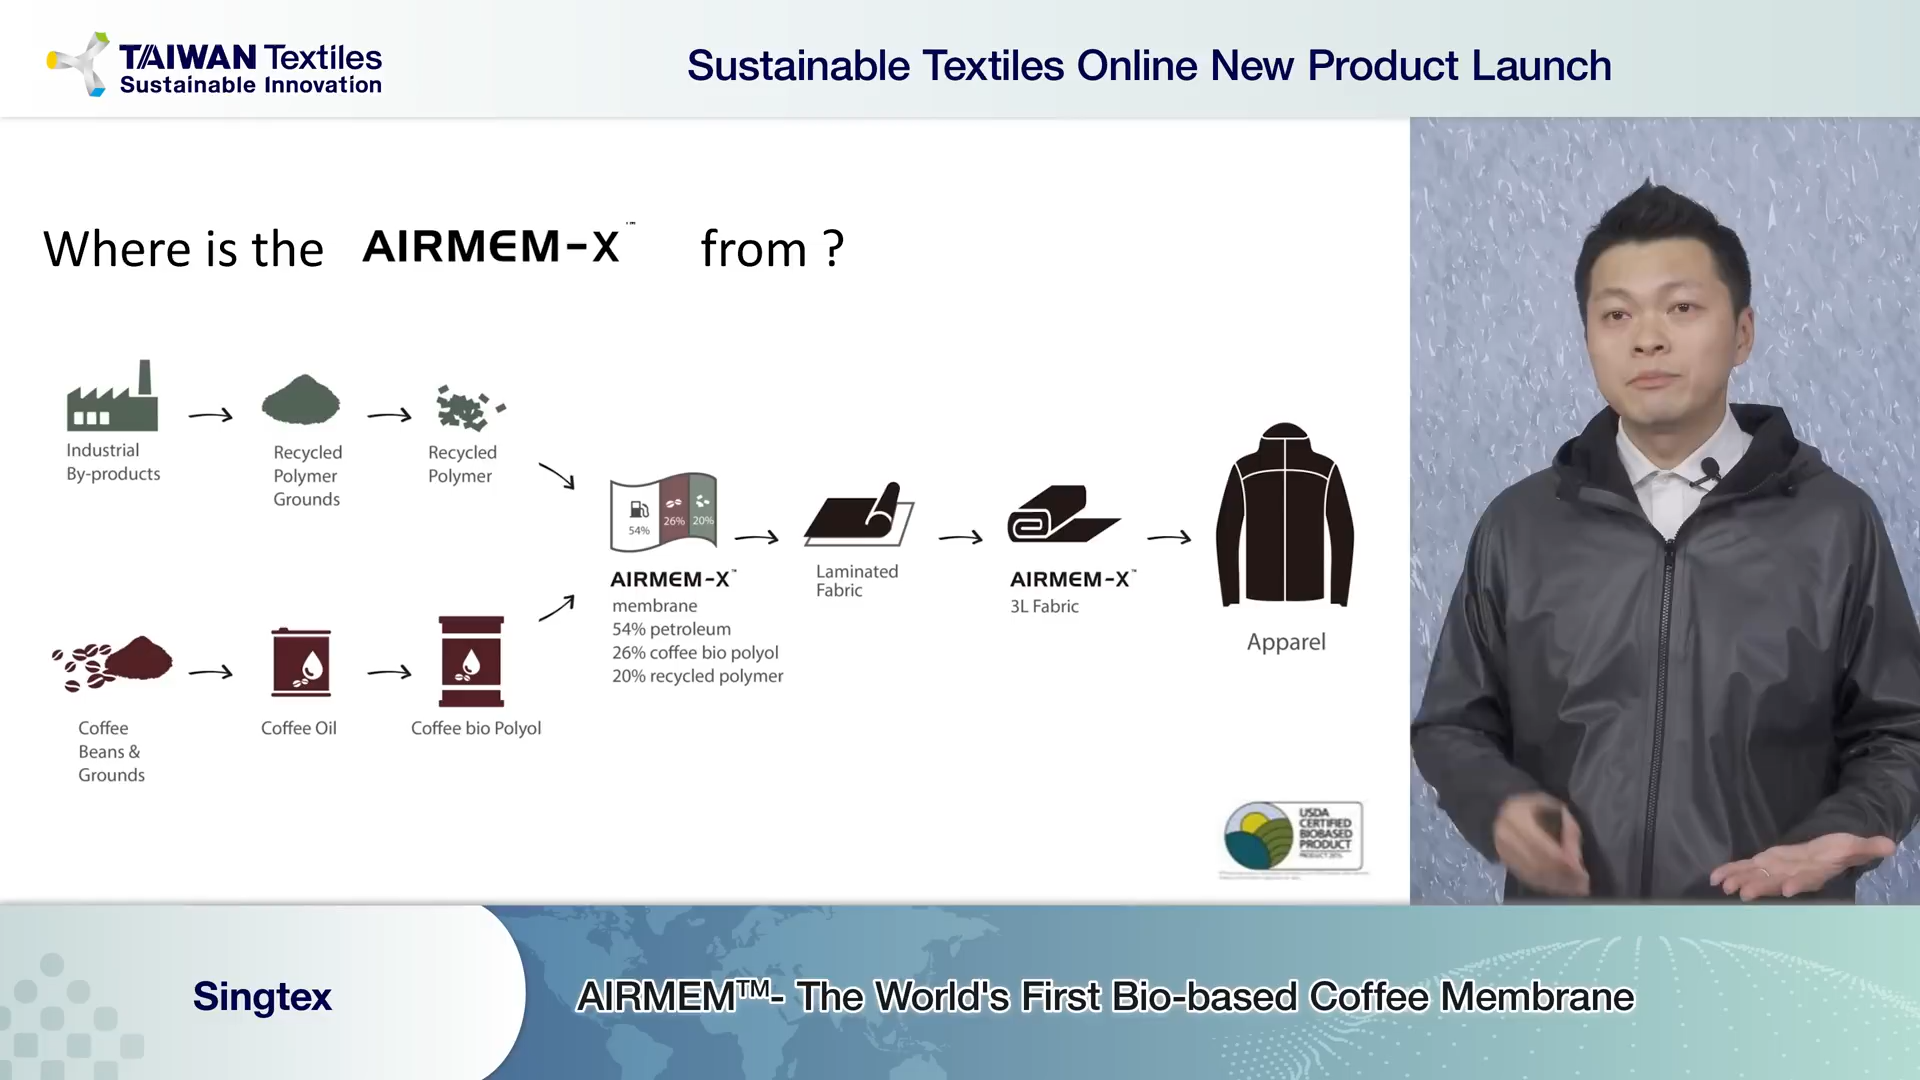 TAIWAN Textiles
Sustainable Innovation
Sustainable Textiles Online New Product Launch
Where is the AIRMEM-X™ from ?
Industrial
By-products
Recycled
Polymer
Grounds
Recycled
Polymer
54%
26%
20%
AIRMEM-X™
membrane
54% petroleum
26% coffee bio polyol
20% recycled polymer
Laminated
Fabric
AIRMEM-X™
3L Fabric
Apparel
Coffee
Beans &
Grounds
Coffee Oil
Coffee bio Polyol
USDA
CERTIFIED
BIOBASED
PRODUCT
Singtex
AIRMEM™- The World's First Bio-based Coffee Membrane